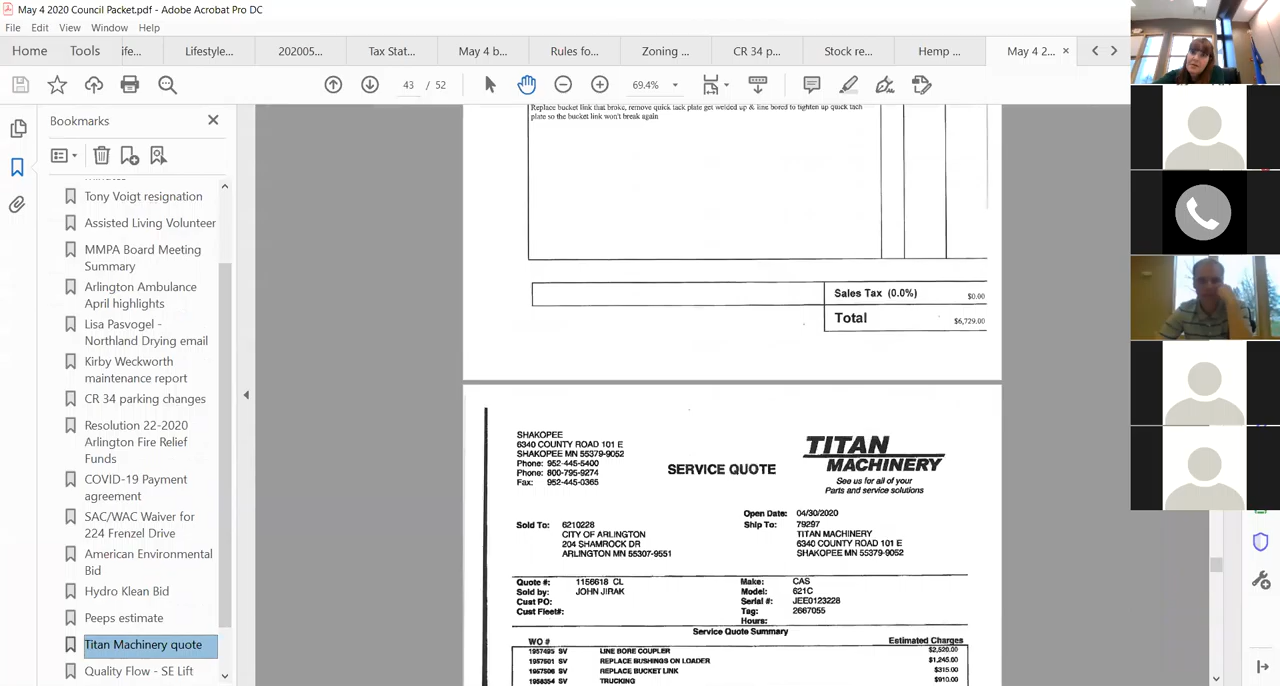 May 4 2020 Council Packet.pdf - Adobe Acrobat Pro DC
File Edit View Window Help
Home Tools ife... Lifestyle... 202005... Tax Stat... May 4 b... Rules fo... Zoning ... CR 34 p... Stock re... Hemp ... May 4 2... ×
43 / 52 69.4%
Bookmarks
Tony Voigt resignation
Assisted Living Volunteer
MMPA Board Meeting
Summary
Arlington Ambulance
April highlights
Lisa Pasvogel -
Northland Drying email
Kirby Weckworth
maintenance report
CR 34 parking changes
Resolution 22-2020
Arlington Fire Relief
Funds
COVID-19 Payment
agreement
SAC/WAC Waiver for
224 Frenzel Drive
American Environmental
Bid
Hydro Klean Bid
Peeps estimate
Titan Machinery quote
Quality Flow - SE Lift
Replace bucket link that broke, remove quick tack plate get welded up & line bored to tighten up quick tach
plate so the bucket link won't break again
Sales Tax (0.0%) $0.00
Total $6,729.00
SHAKOPEE
6340 COUNTY ROAD 101 E
SHAKOPEE MN 55379-9052
Phone: 952-445-5400
Phone: 800-795-9274
Fax: 952-445-0365
SERVICE QUOTE
TITAN
MACHINERY
See us for all of your
Parts and service solutions
Open Date: 04/30/2020
Sold To: 6210228 Ship To: 79297
CITY OF ARLINGTON TITAN MACHINERY
204 SHAMROCK DR 6340 COUNTY ROAD 101 E
ARLINGTON MN 55307-9551 SHAKOPEE MN 55379-9052
Quote #: 1156618 CL Make: CAS
Sold by: JOHN JIRAK Model: 621C
Cust PO: Serial #: JEE0123228
Cust Fleet#: Tag: 2667055
Hours:
Service Quote Summary
WO # Estimated Charges
1957495 SV LINE BORE COUPLER $2,520.00
1957501 SV REPLACE BUSHINGS ON LOADER $1,245.00
1957506 SV REPLACE BUCKET LINK $315.00
1958354 SV TRUCKING $910.00